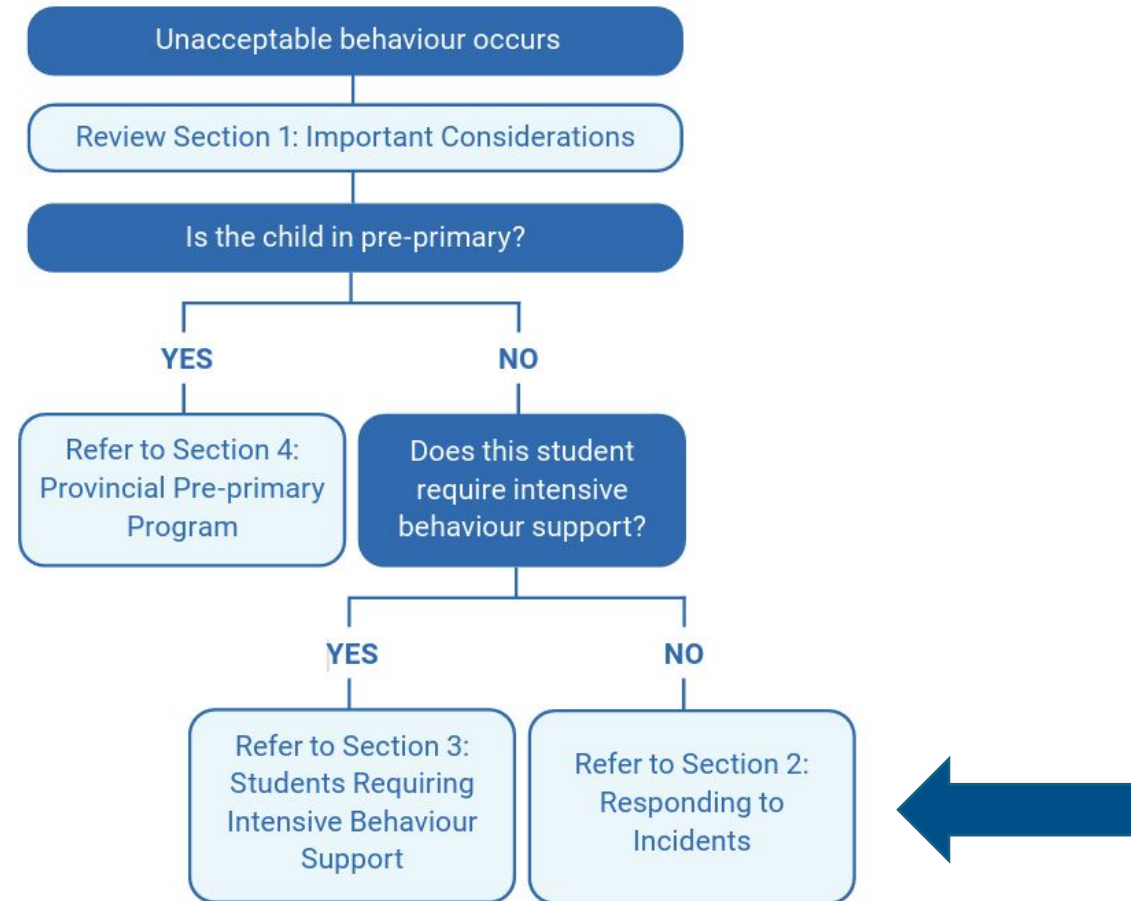 Unacceptable behaviour occurs
Review Section 1: Important Considerations
Is the child in pre-primary?
YES
NO
Refer to Section 4:
Provincial Pre-primary
Program
Does this student
require intensive
behaviour support?
YES
NO
Refer to Section 3:
Students Requiring
Intensive Behaviour
Support
Refer to Section 2:
Responding to
Incidents